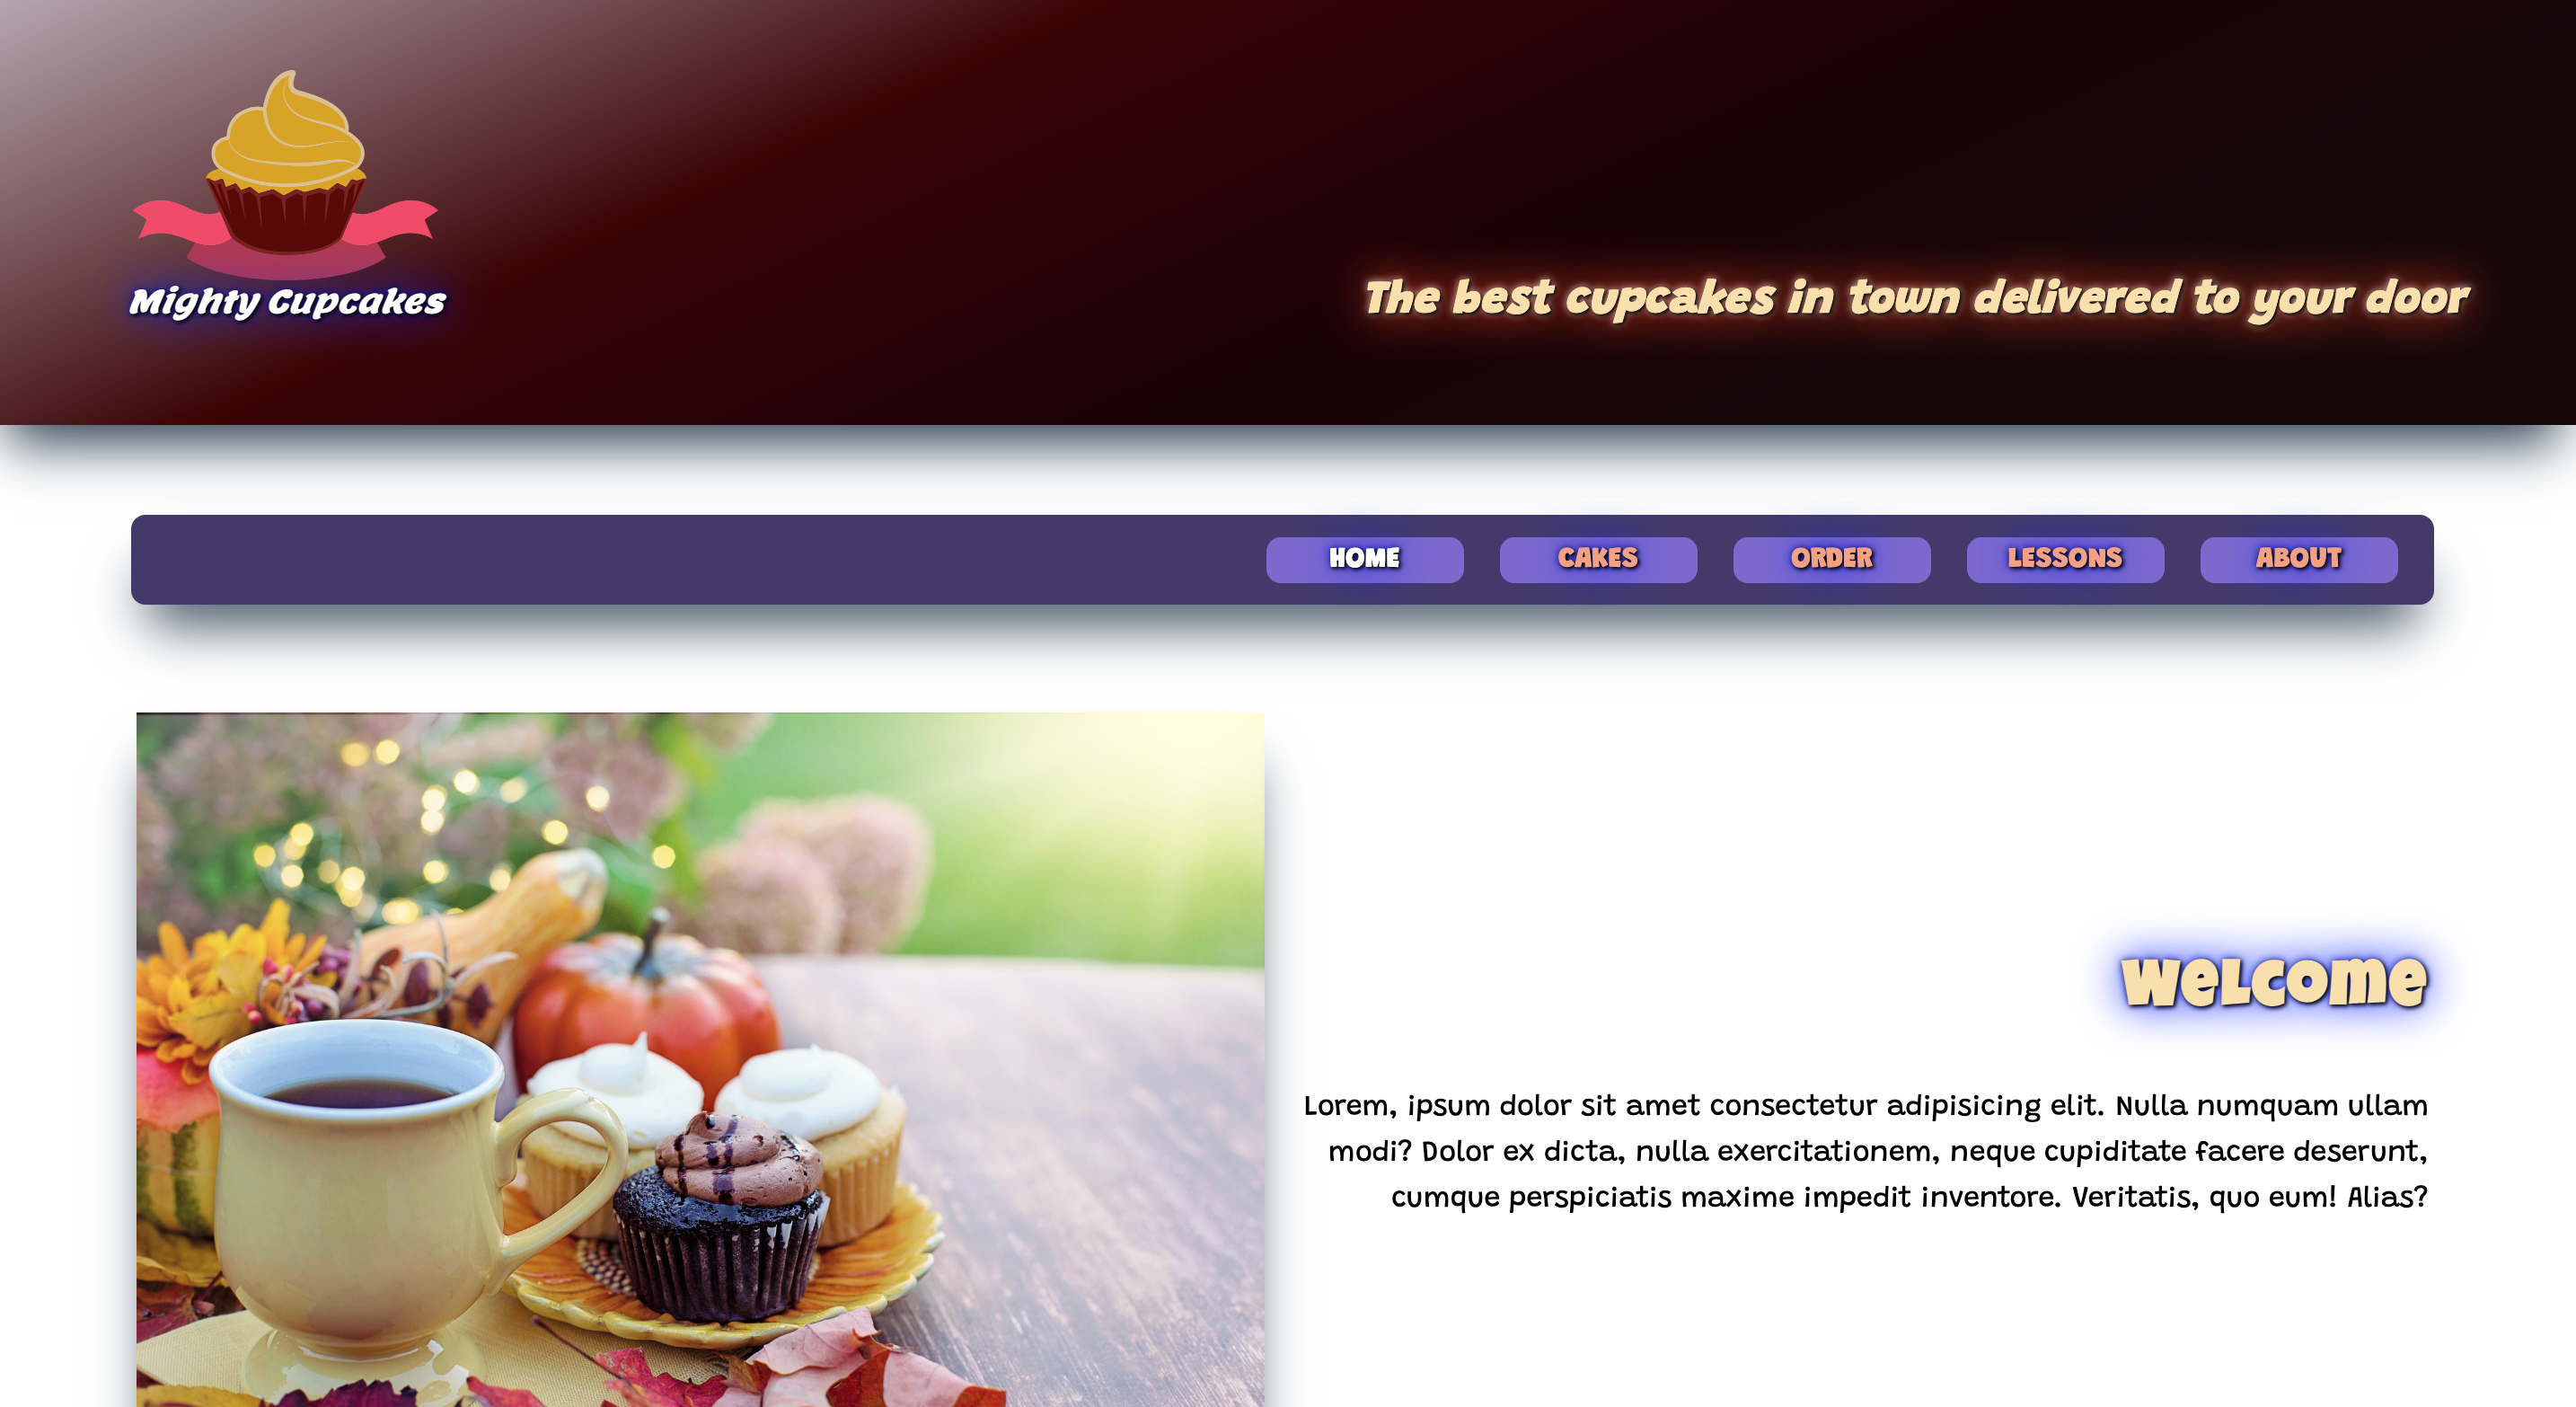 Mighty Cupcakes
The best cupcakes in town delivered to your door
HOME CAKES ORDER LESSONS ABOUT
Welcome
Lorem, ipsum dolor sit amet consectetur adipisicing elit. Nulla numquam ullam
modi? Dolor ex dicta, nulla exercitationem, neque cupiditate facere deserunt,
cumque perspiciatis maxime impedit inventore. Veritatis, quo eum! Alias?